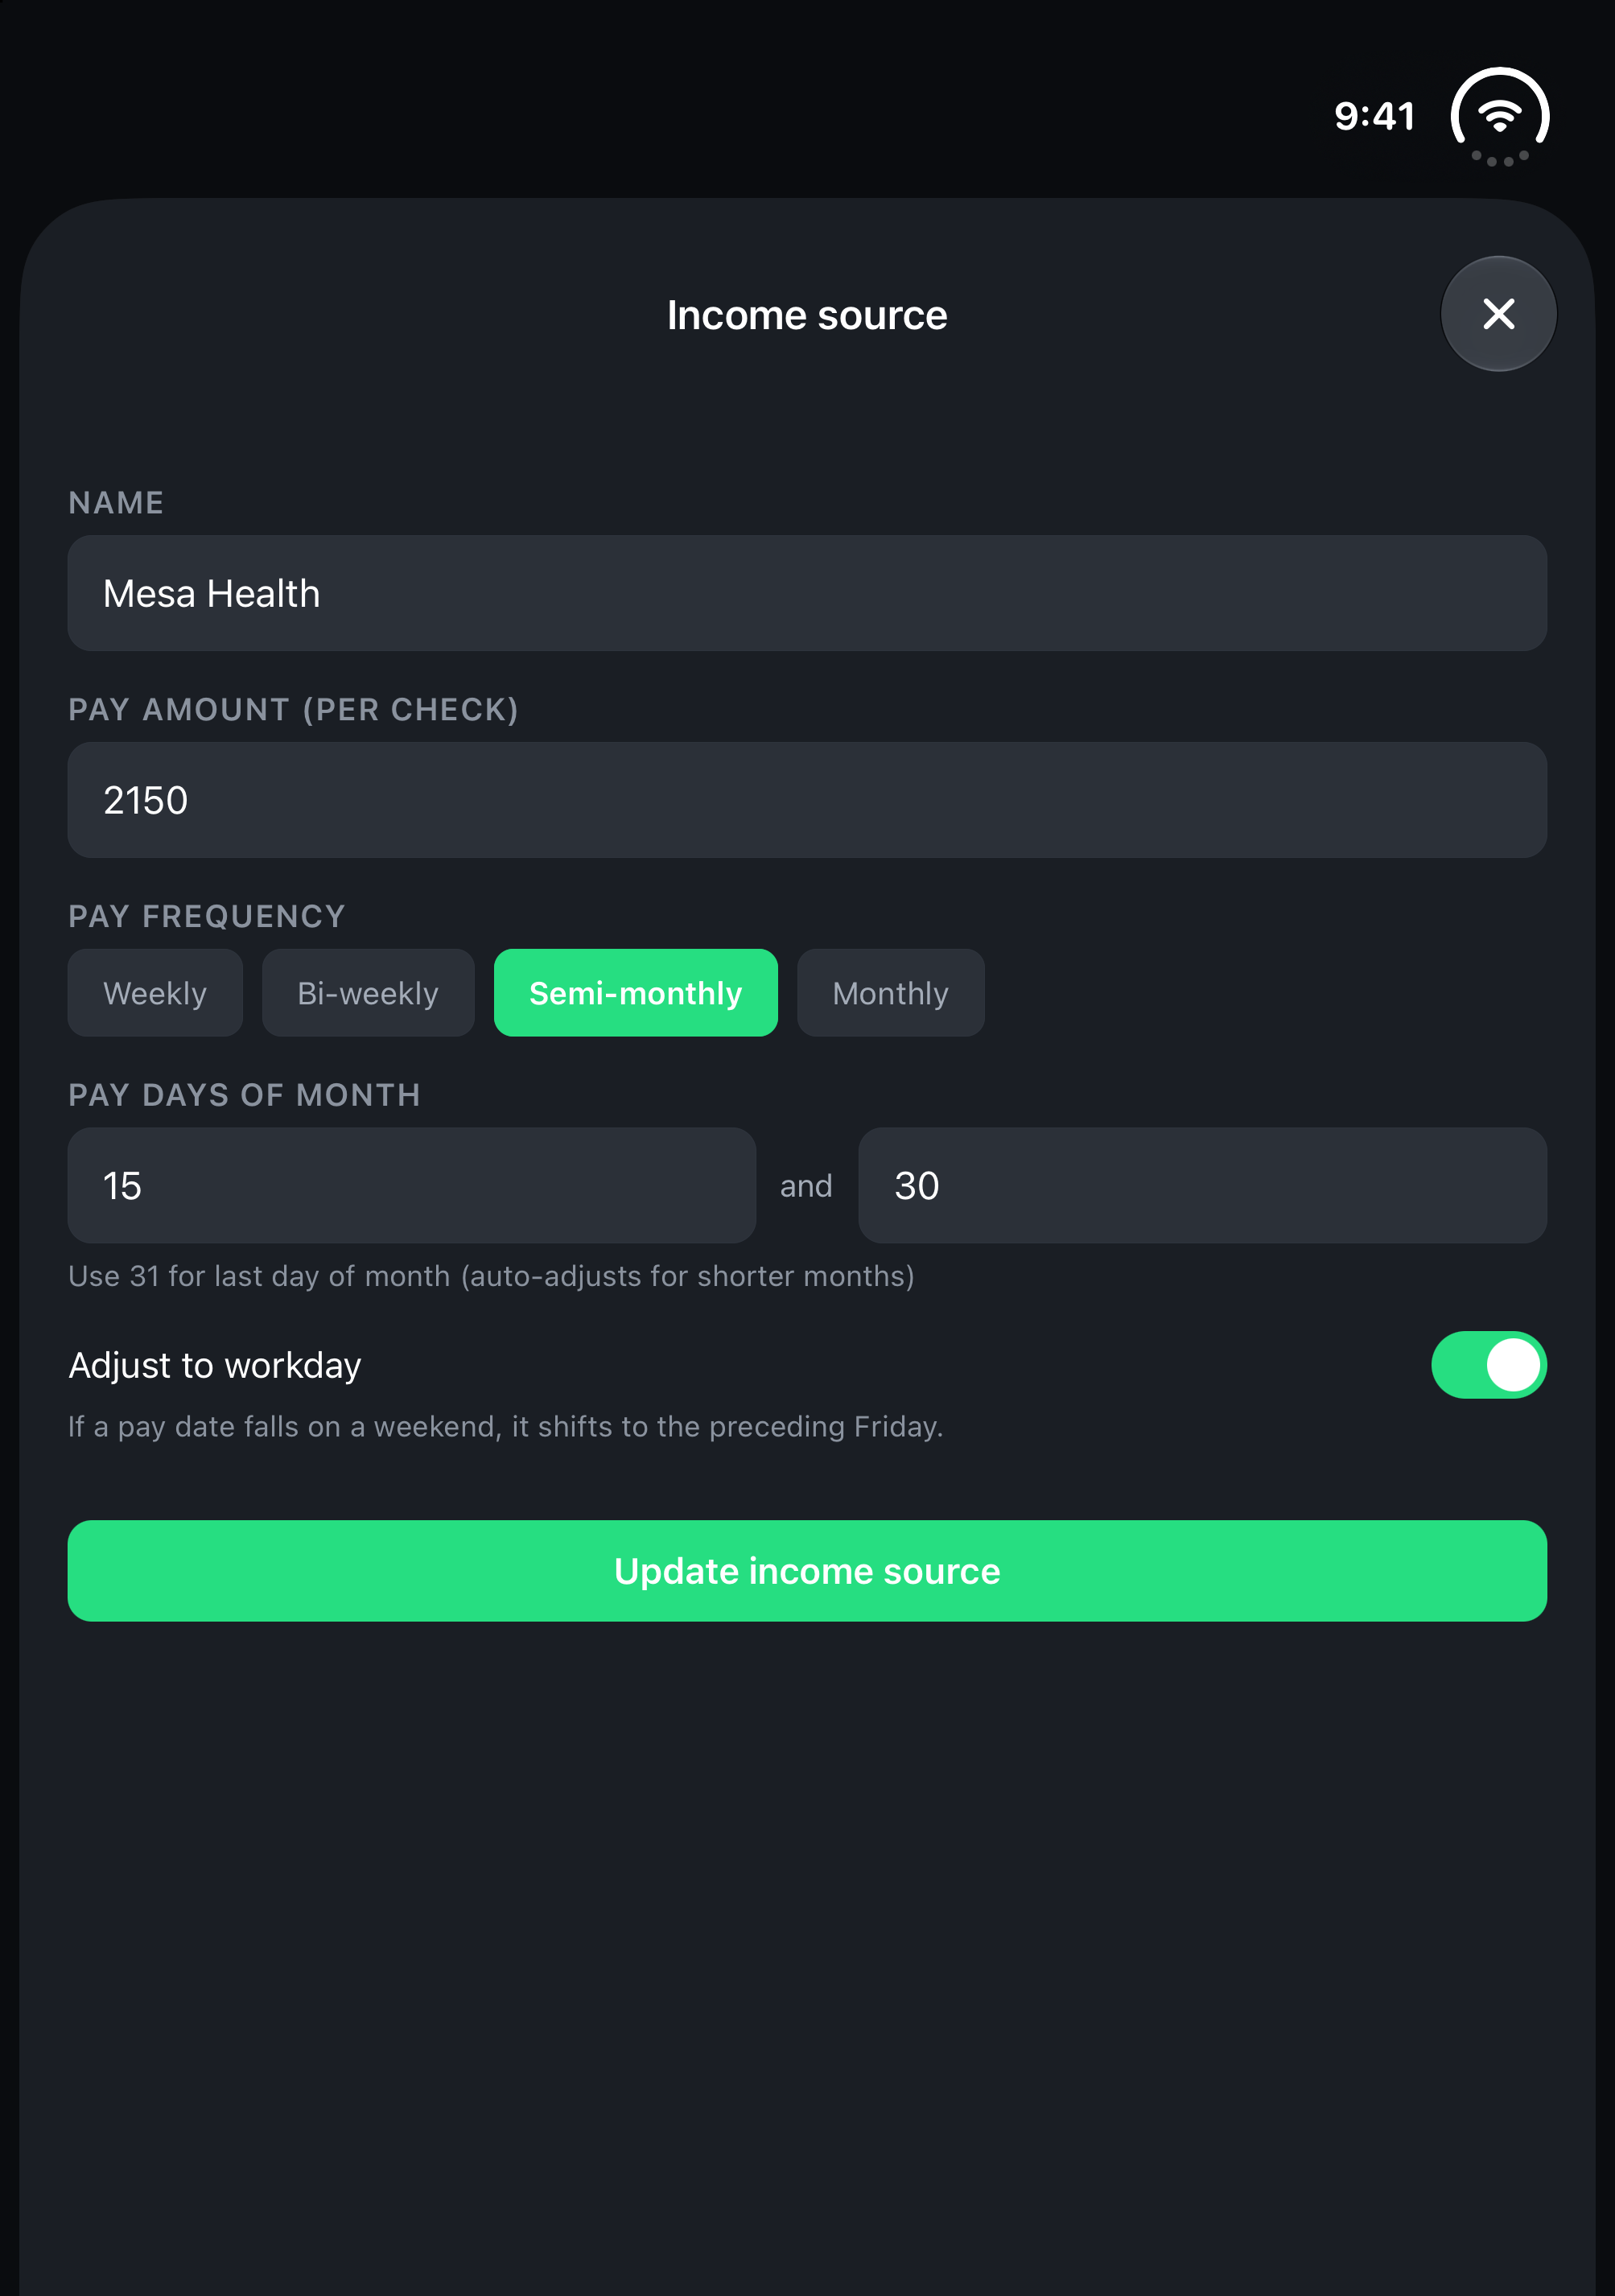 9:41
Income source
NAME
Mesa Health
PAY AMOUNT (PER CHECK)
2150
PAY FREQUENCY
Weekly Bi-weekly Semi-monthly Monthly
PAY DAYS OF MONTH
15 and 30
Use 31 for last day of month (auto-adjusts for shorter months)
Adjust to workday
If a pay date falls on a weekend, it shifts to the preceding Friday.
Update income source